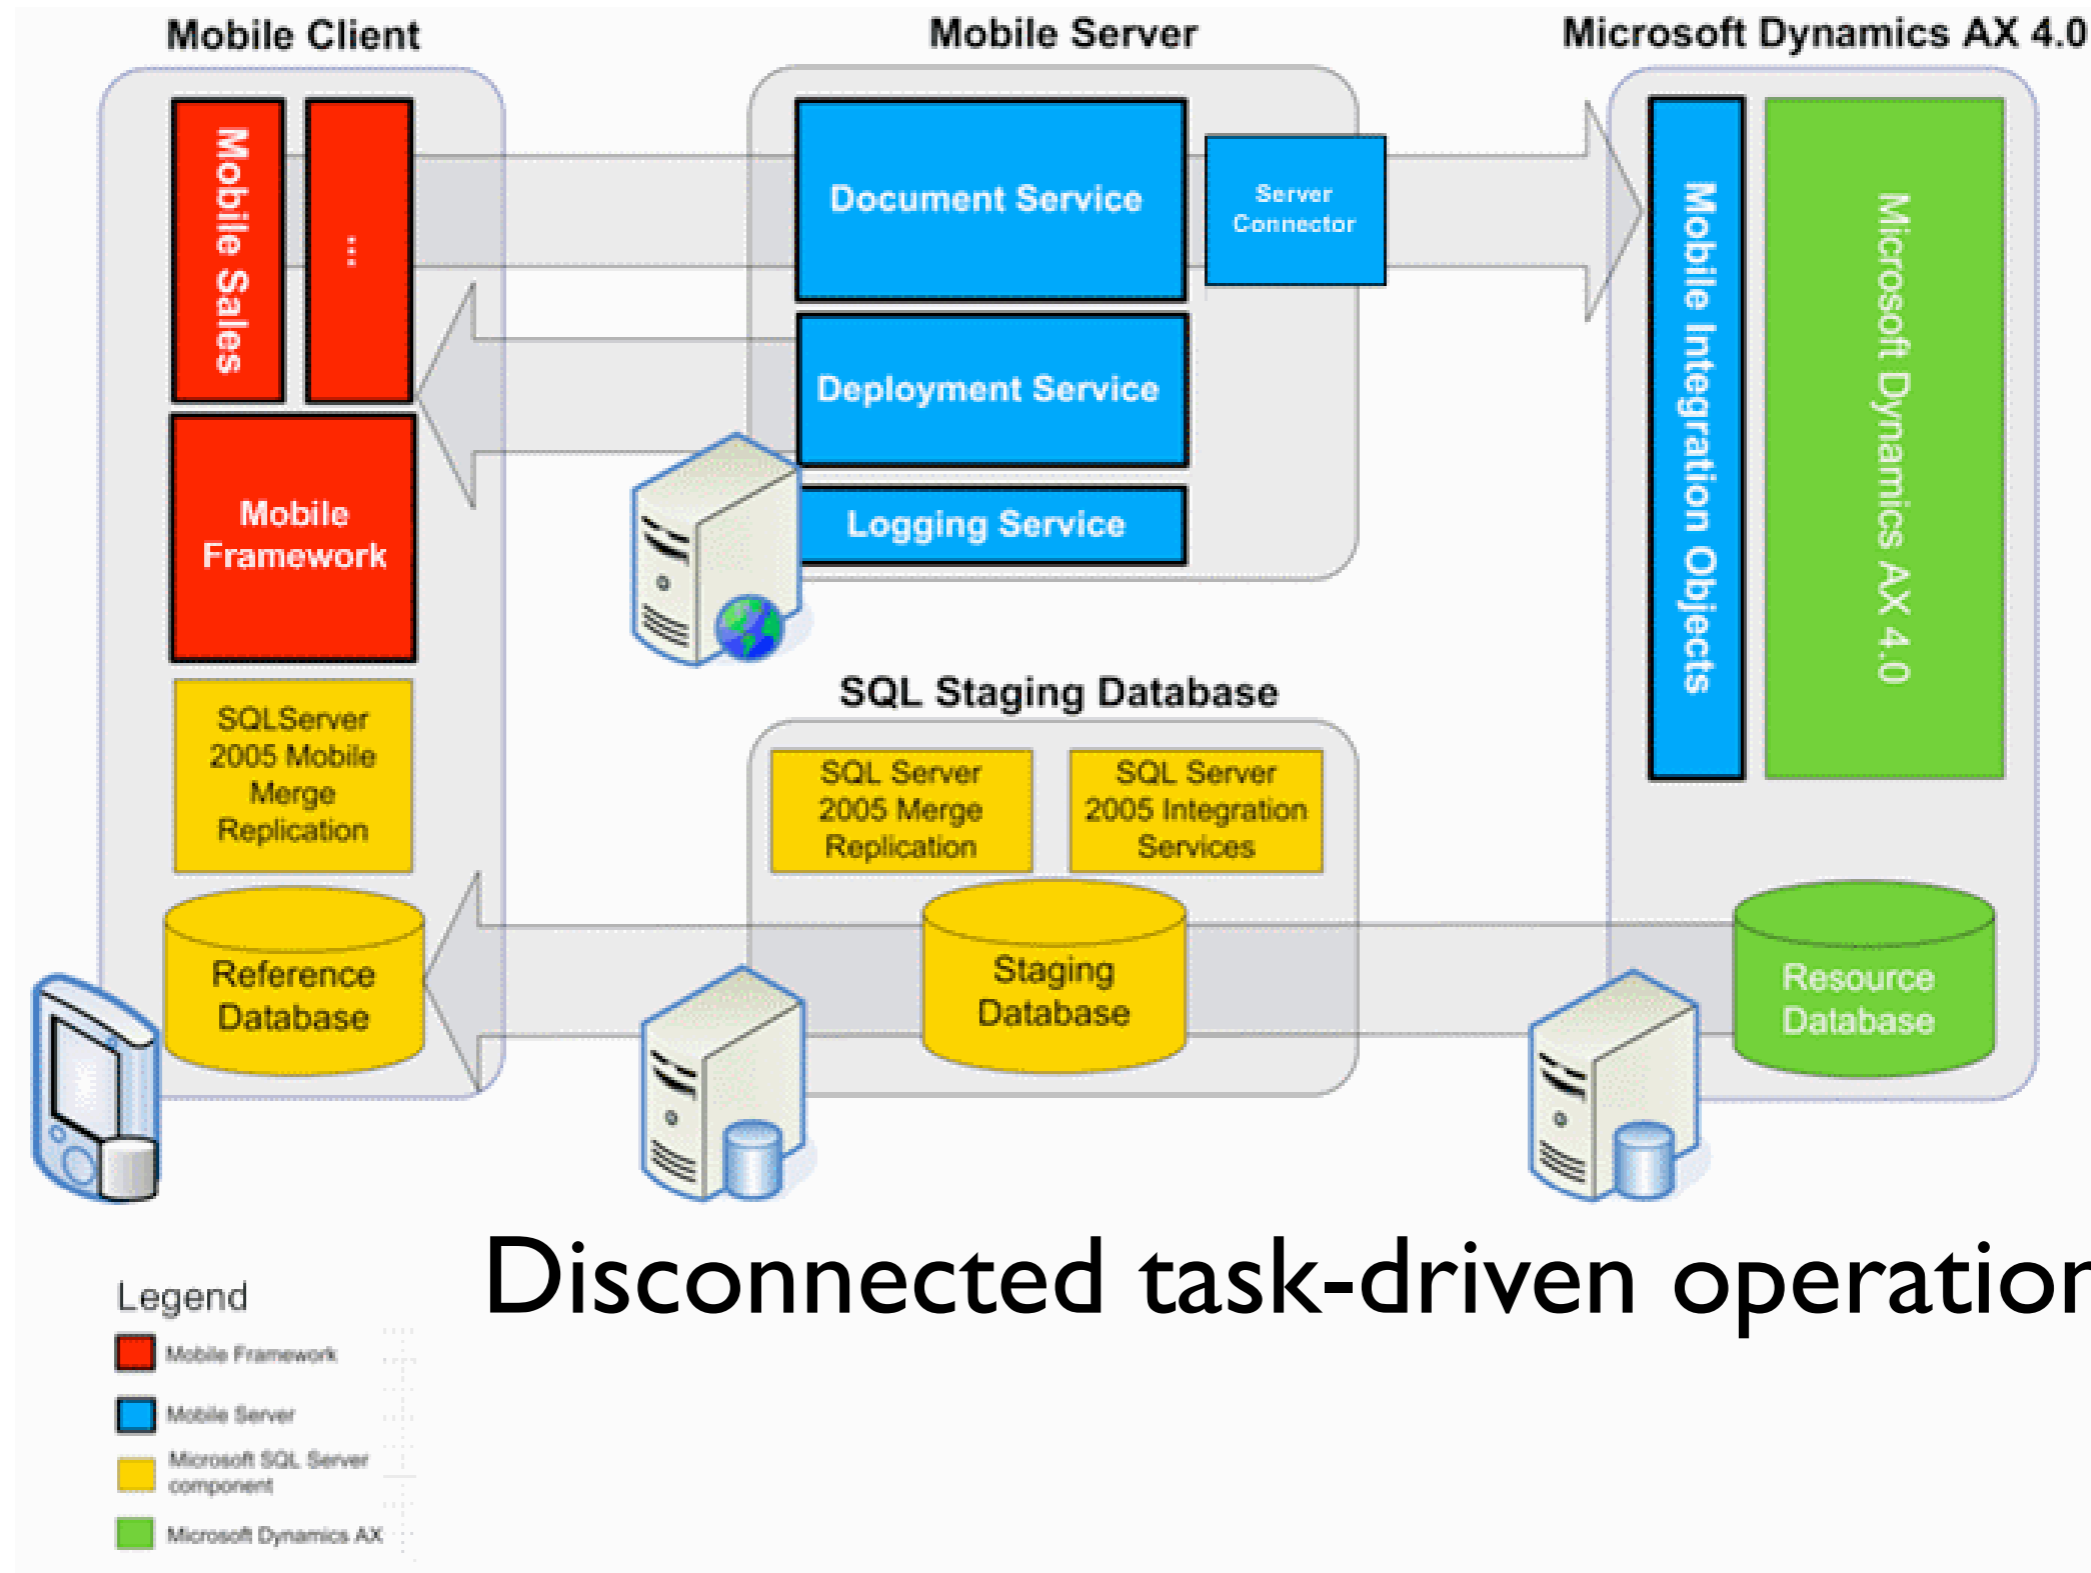 Mobile Client
Mobile Server
Microsoft Dynamics AX 4.0
Mobile Sales
...
Document Service
Server
Connector
Mobile Integration Objects
Microsoft Dynamics AX 4.0
Deployment Service
Mobile
Framework
Logging Service
SQL Staging Database
SQLServer
2005 Mobile
Merge
Replication
SQL Server
2005 Merge
Replication
SQL Server
2005 Integration
Services
Reference
Database
Staging
Database
Resource
Database
Disconnected task-driven operation
Legend
Mobile Framework
Mobile Server
Microsoft SQL Server
component
Microsoft Dynamics AX